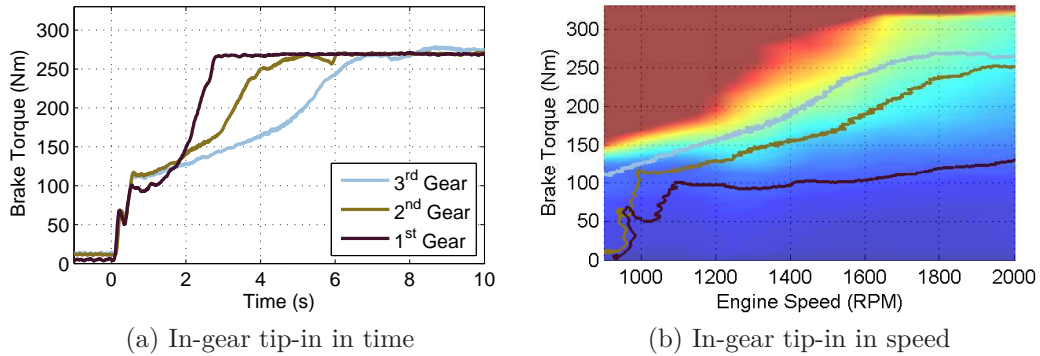 300
250
200
150
100
50
0
Brake Torque (Nm)
0 2 4 6 8 10
Time (s)
3rd Gear
2nd Gear
1st Gear
(a) In-gear tip-in in time
300
250
200
150
100
50
0
Brake Torque (Nm)
1000 1200 1400 1600 1800 2000
Engine Speed (RPM)
(b) In-gear tip-in in speed